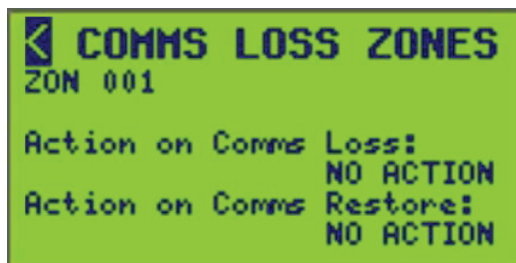 < COMMS LOSS ZONES
ZON 001
Action on Comms Loss:
NO ACTION
Action on Comms Restore:
NO ACTION